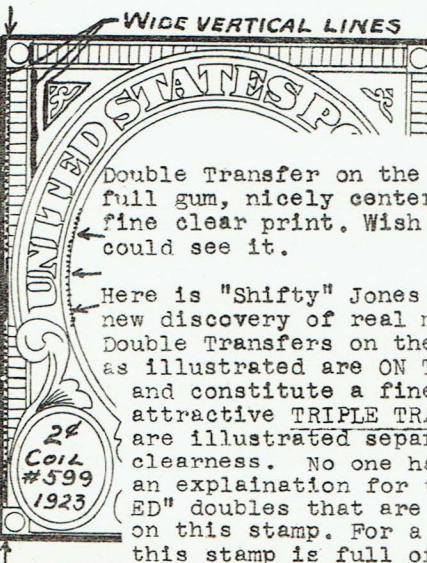 WIDE VERTICAL LINES
UNITED STATES PO
Double Transfer on the
full gum, nicely center
fine clear print. Wish
could see it.
Here is "Shifty" Jones
new discovery of real
Double Transfers on the
as illustrated are ON
and constitute a fine
attractive TRIPLE TRA
are illustrated separ
clearness. No one ha
an explaination for
ED" doubles that are
on this stamp. For a
this stamp is full o
2¢
COIL
#599
1923